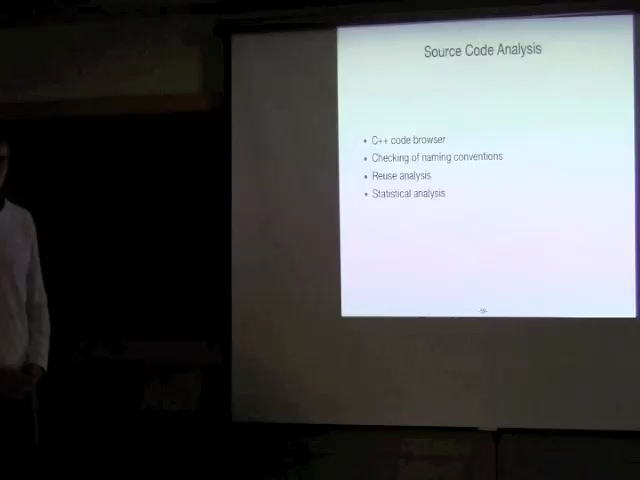 Source Code Analysis
• C++ code browser
• Checking of naming conventions
• Reuse analysis
• Statistical analysis